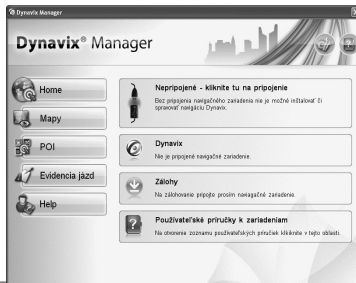 Dynavix Manager
Dynavix® Manager
Home
Mapy
POI
Evidencia jázd
Help
Nepripojené - kliknite tu na pripojenie
Bez pripojenia navigačného zariadenia nie je možné inštalovať či
spravovať navigáciu Dynavix.
Dynavix
Nie je pripojené navigačné zariadenie.
Zálohy
Na zálohovanie pripojte prosím naviagačné zariadenie.
Používateľské príručky k zariadeniam
Na otvorenie zoznamu používateľských príručiek kliknite v tejto oblasti.